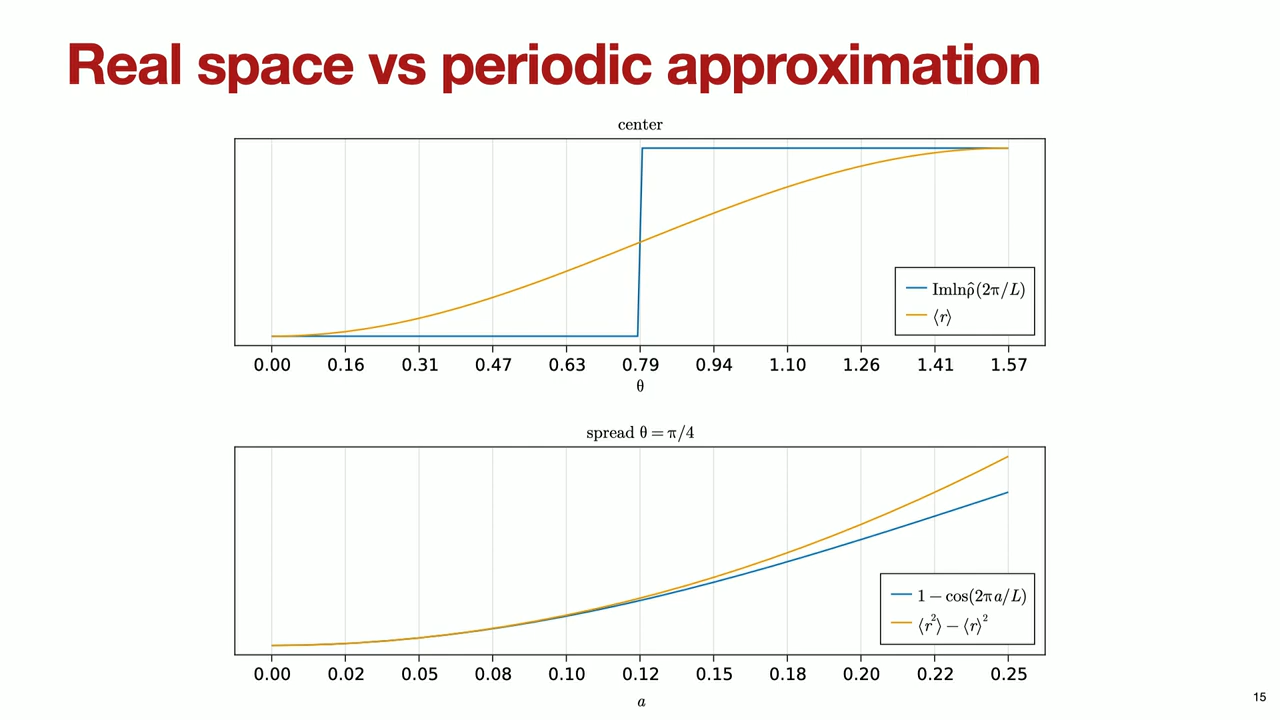 Real space vs periodic approximation
center
Imlnρ̂(2π/L)
⟨r⟩
0.00 0.16 0.31 0.47 0.63 0.79 0.94 1.10 1.26 1.41 1.57
θ
spread θ = π/4
1 − cos(2πa/L)
⟨r²⟩ − ⟨r⟩²
0.00 0.02 0.05 0.08 0.10 0.12 0.15 0.18 0.20 0.22 0.25
a
15